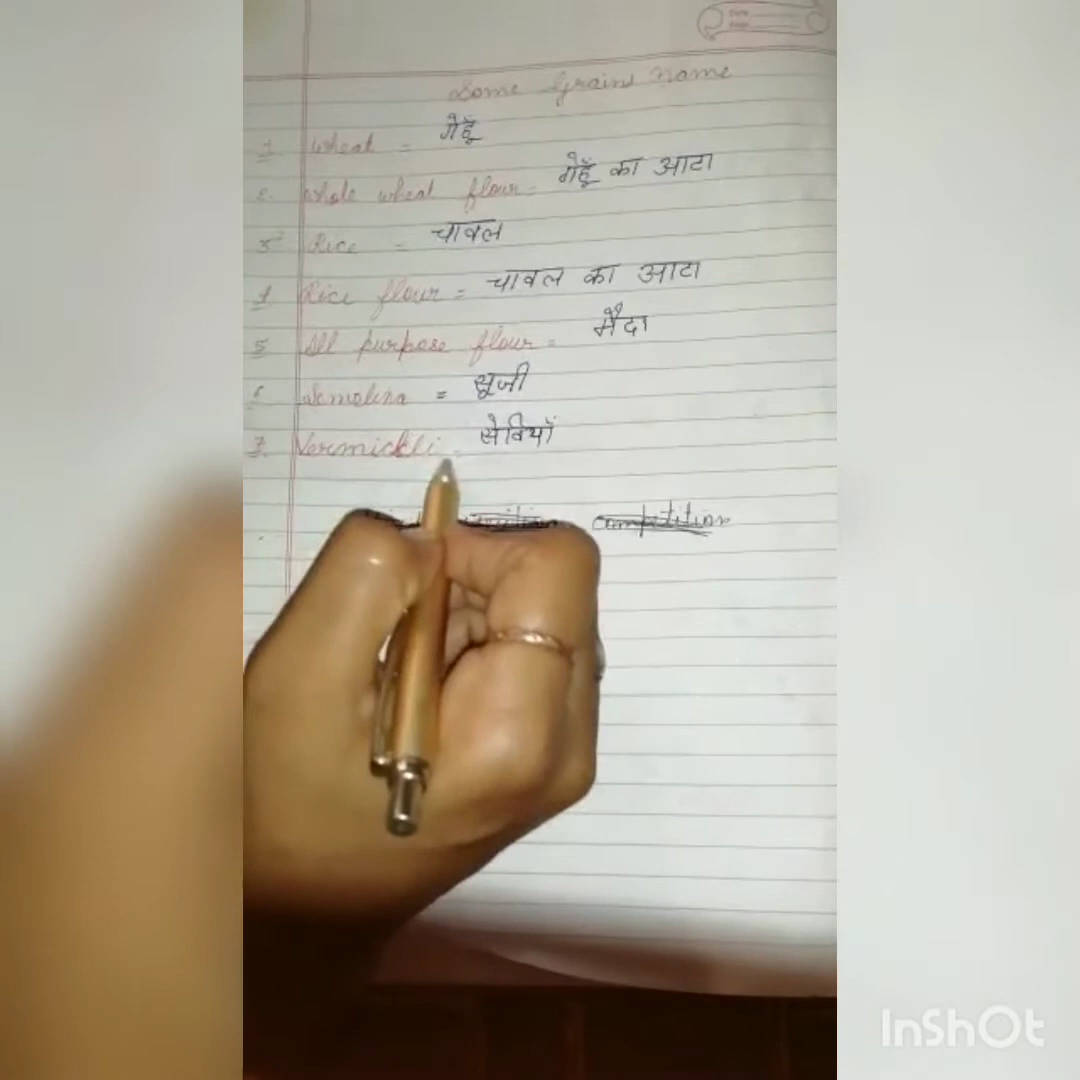 Some Grains name
1 Wheat = गेहूँ
2. Whole wheat flour = गेहूँ का आटा
3 Rice = चावल
4 Rice flour = चावल का आटा
5 All purpose flour = मैदा
6 Semolina = सूजी
7. Vermickli = सेवियाँ
competition
InShOt